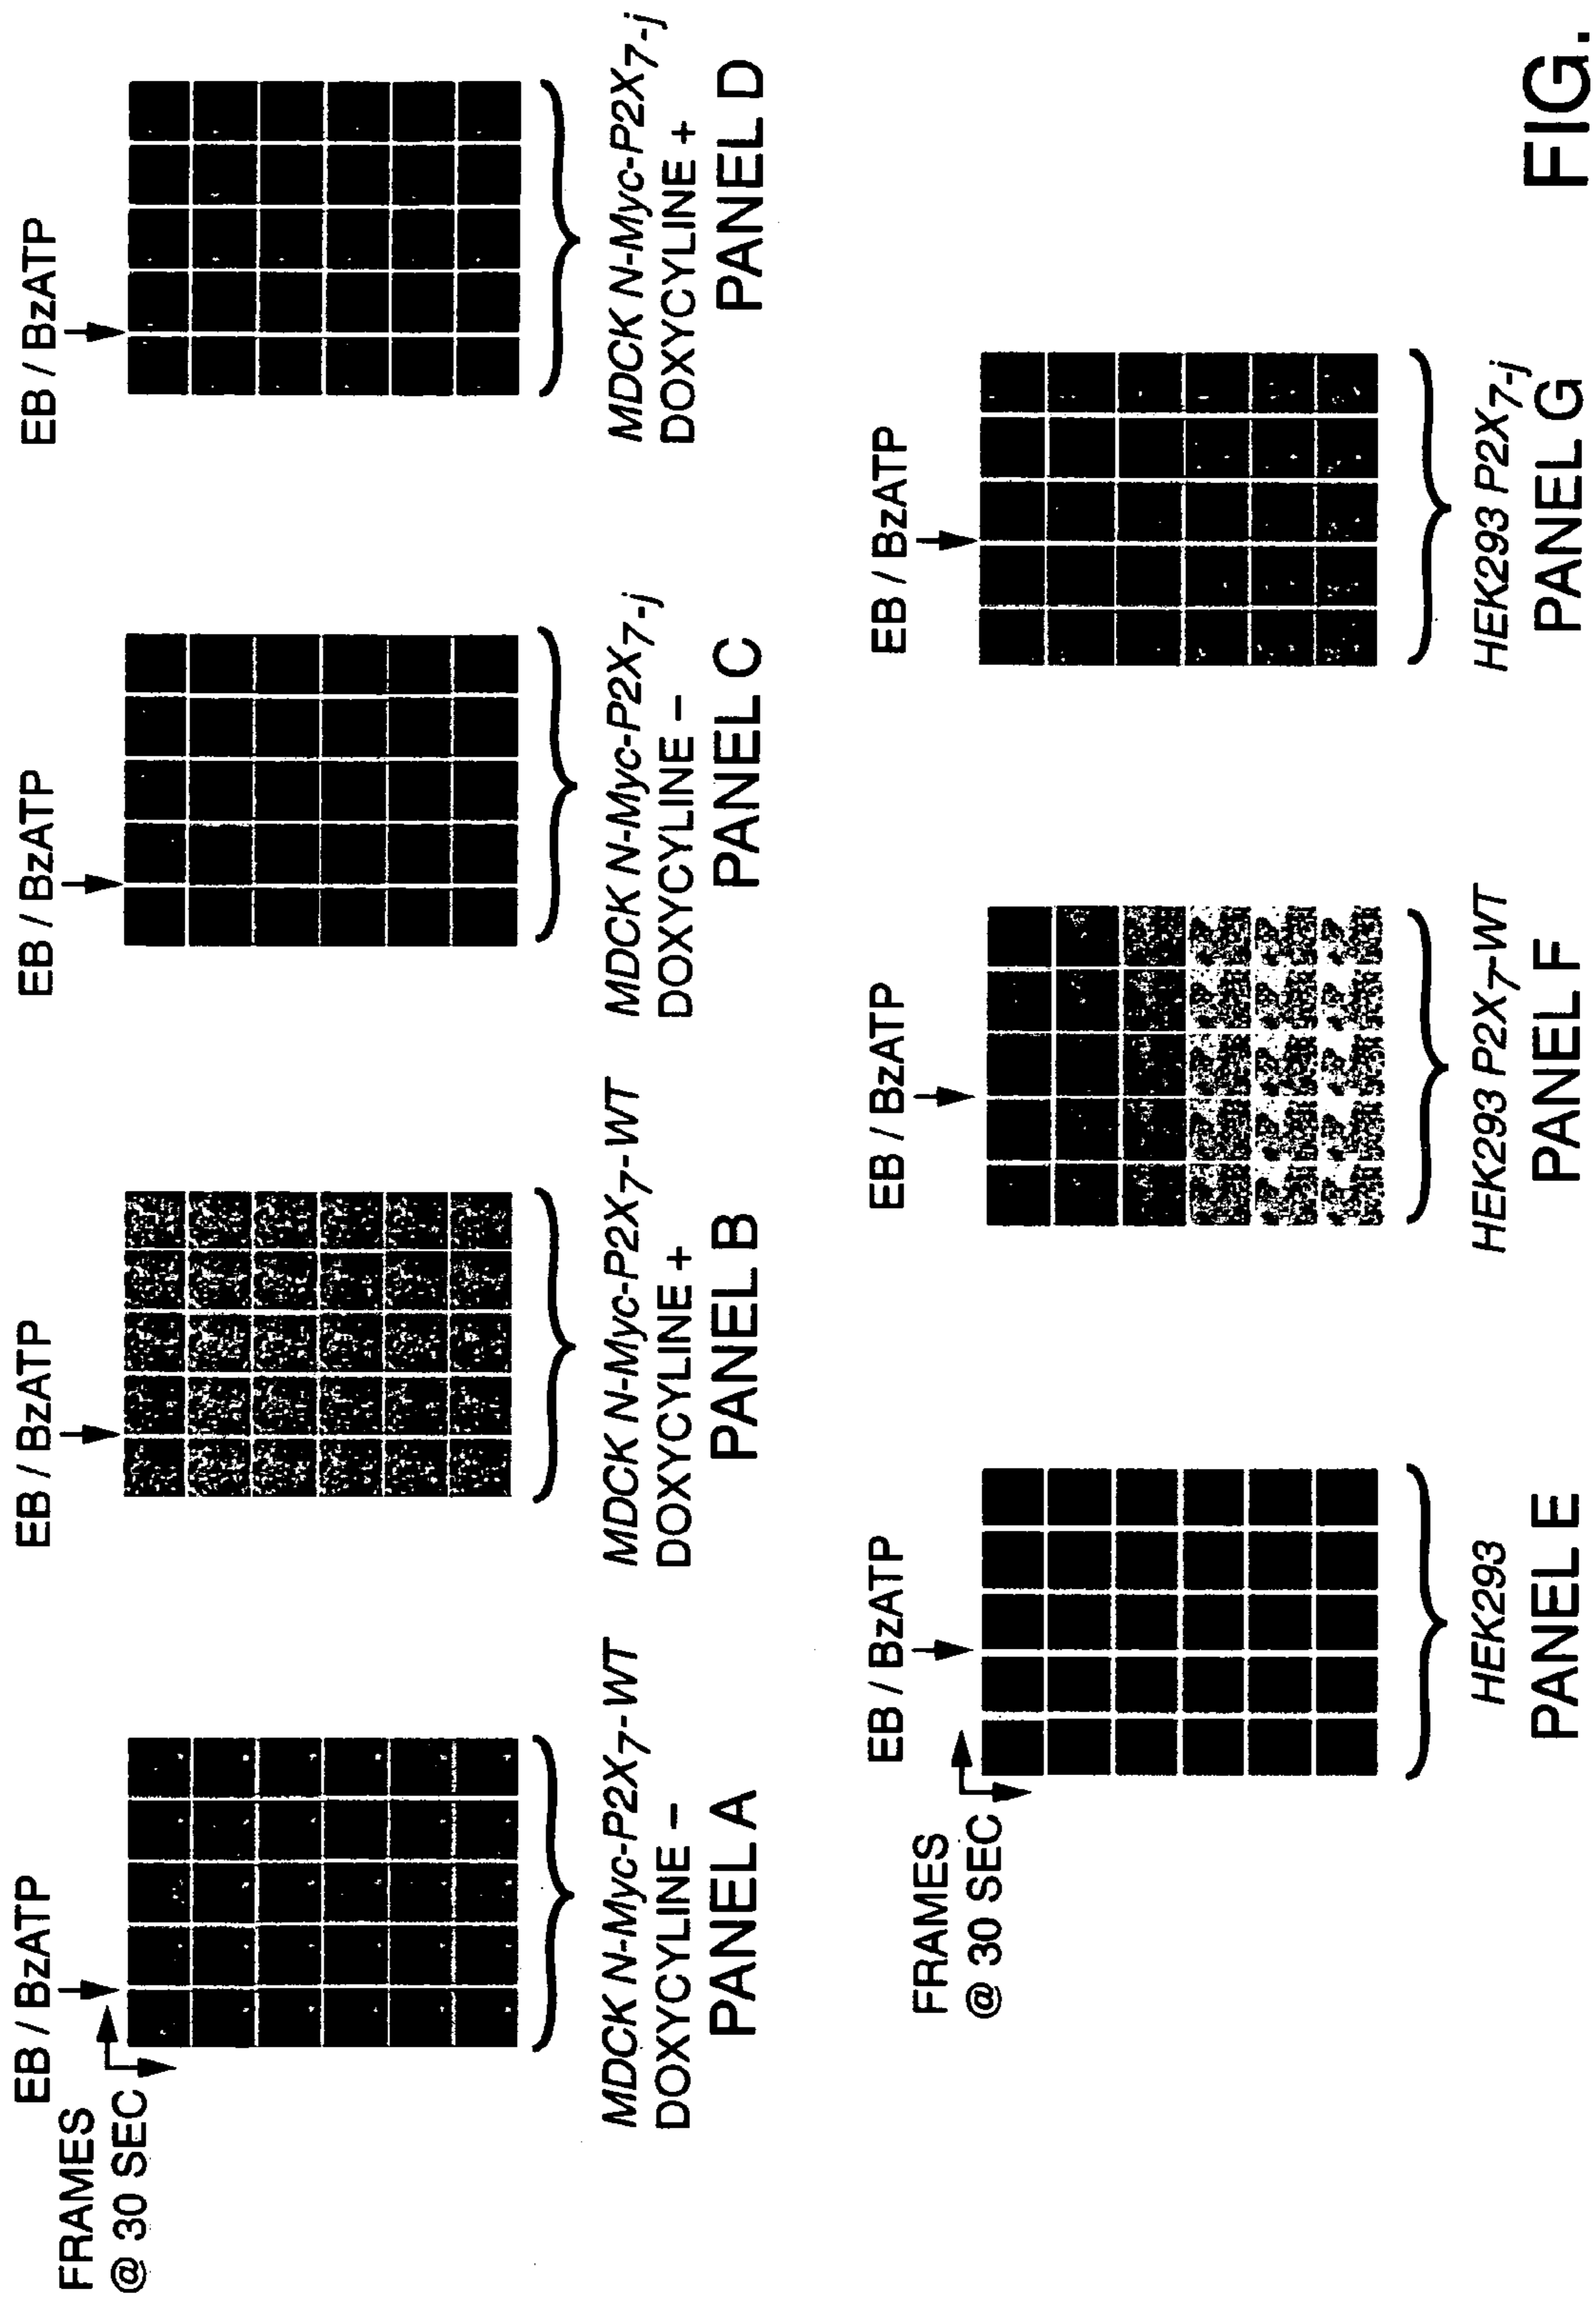 FRAMES
@ 30 SEC
EB / BzATP
MDCK N-Myc-P2X7-WT
DOXYCYLINE –
PANEL A
EB / BzATP
MDCK N-Myc-P2X7-WT
DOXYCYLINE +
PANEL B
EB / BzATP
MDCK N-Myc-P2X7-j
DOXYCYLINE –
PANEL C
EB / BzATP
MDCK N-Myc-P2X7-j
DOXYCYLINE +
PANEL D
FRAMES
@ 30 SEC
EB / BzATP
HEK293
PANEL E
EB / BzATP
HEK293 P2X7-WT
PANEL F
EB / BzATP
HEK293 P2X7-j
PANEL G
FIG.